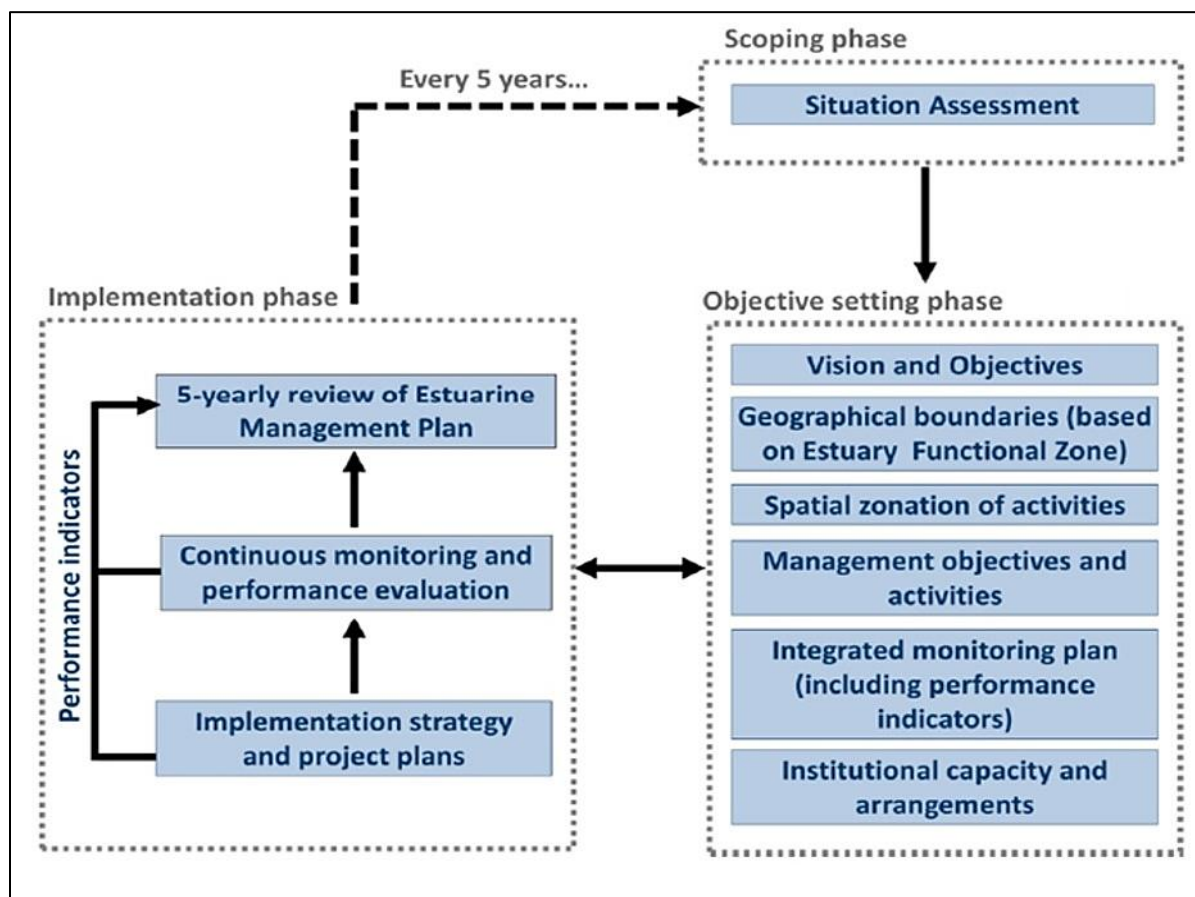 Scoping phase
Situation Assessment
Every 5 years...
Objective setting phase
Vision and Objectives
Geographical boundaries (based
on Estuary Functional Zone)
Spatial zonation of activities
Management objectives and
activities
Integrated monitoring plan
(including performance
indicators)
Institutional capacity and
arrangements
Implementation phase
5-yearly review of Estuarine
Management Plan
Continuous monitoring and
performance evaluation
Implementation strategy
and project plans
Performance indicators